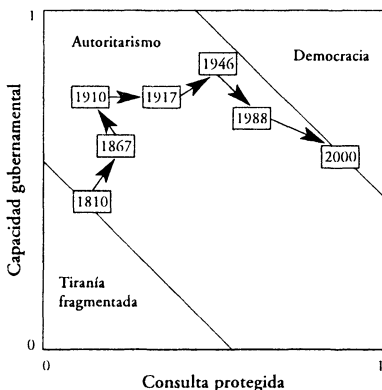 1
Autoritarismo
Democracia
1946
1910
1917
1988
1867
2000
1810
Tiranía
fragmentada
Capacidad gubernamental
0
0
1
Consulta protegida